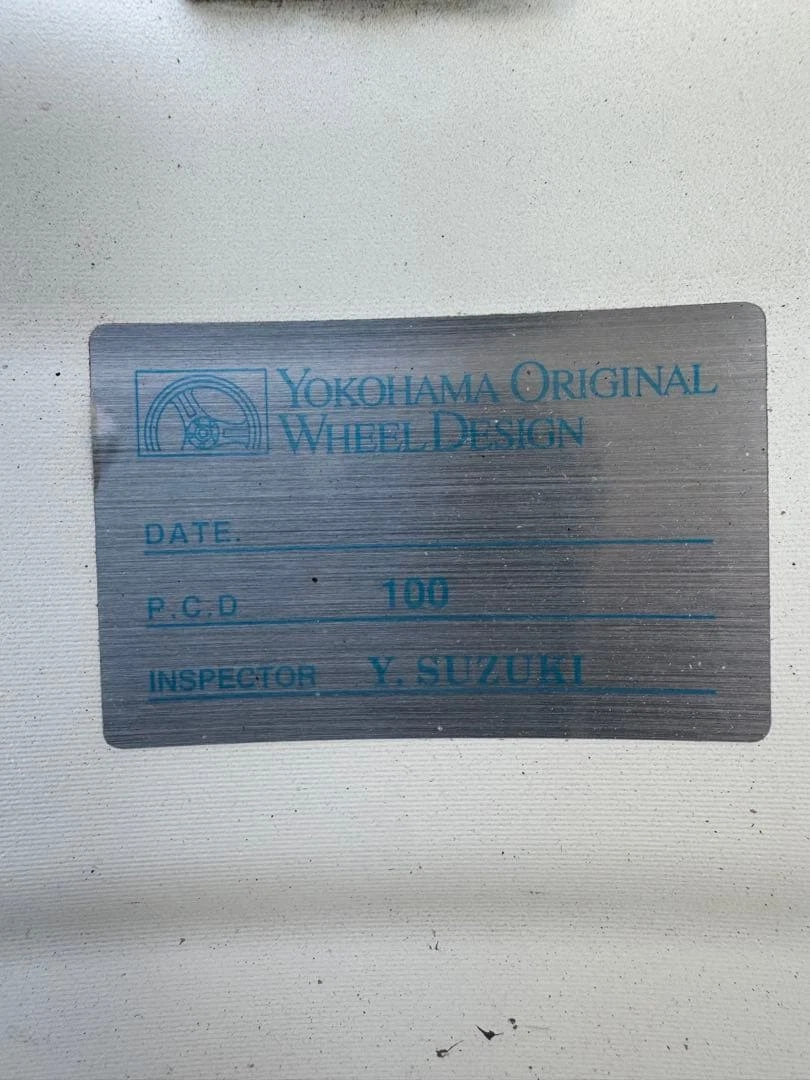 YOKOHAMA ORIGINAL
WHEEL DESIGN
DATE.
P.C.D 100
INSPECTOR Y. SUZUKI